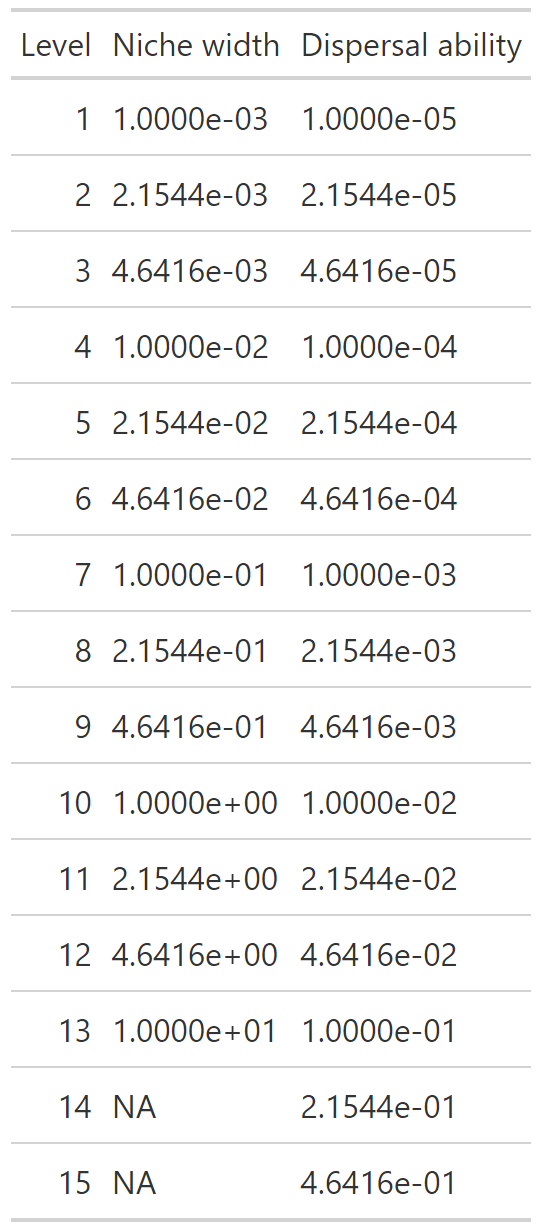 Level Niche width Dispersal ability
1 1.0000e-03 1.0000e-05
2 2.1544e-03 2.1544e-05
3 4.6416e-03 4.6416e-05
4 1.0000e-02 1.0000e-04
5 2.1544e-02 2.1544e-04
6 4.6416e-02 4.6416e-04
7 1.0000e-01 1.0000e-03
8 2.1544e-01 2.1544e-03
9 4.6416e-01 4.6416e-03
10 1.0000e+00 1.0000e-02
11 2.1544e+00 2.1544e-02
12 4.6416e+00 4.6416e-02
13 1.0000e+01 1.0000e-01
14 NA 2.1544e-01
15 NA 4.6416e-01